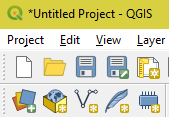 *Untitled Project - QGIS
Project Edit View Layer